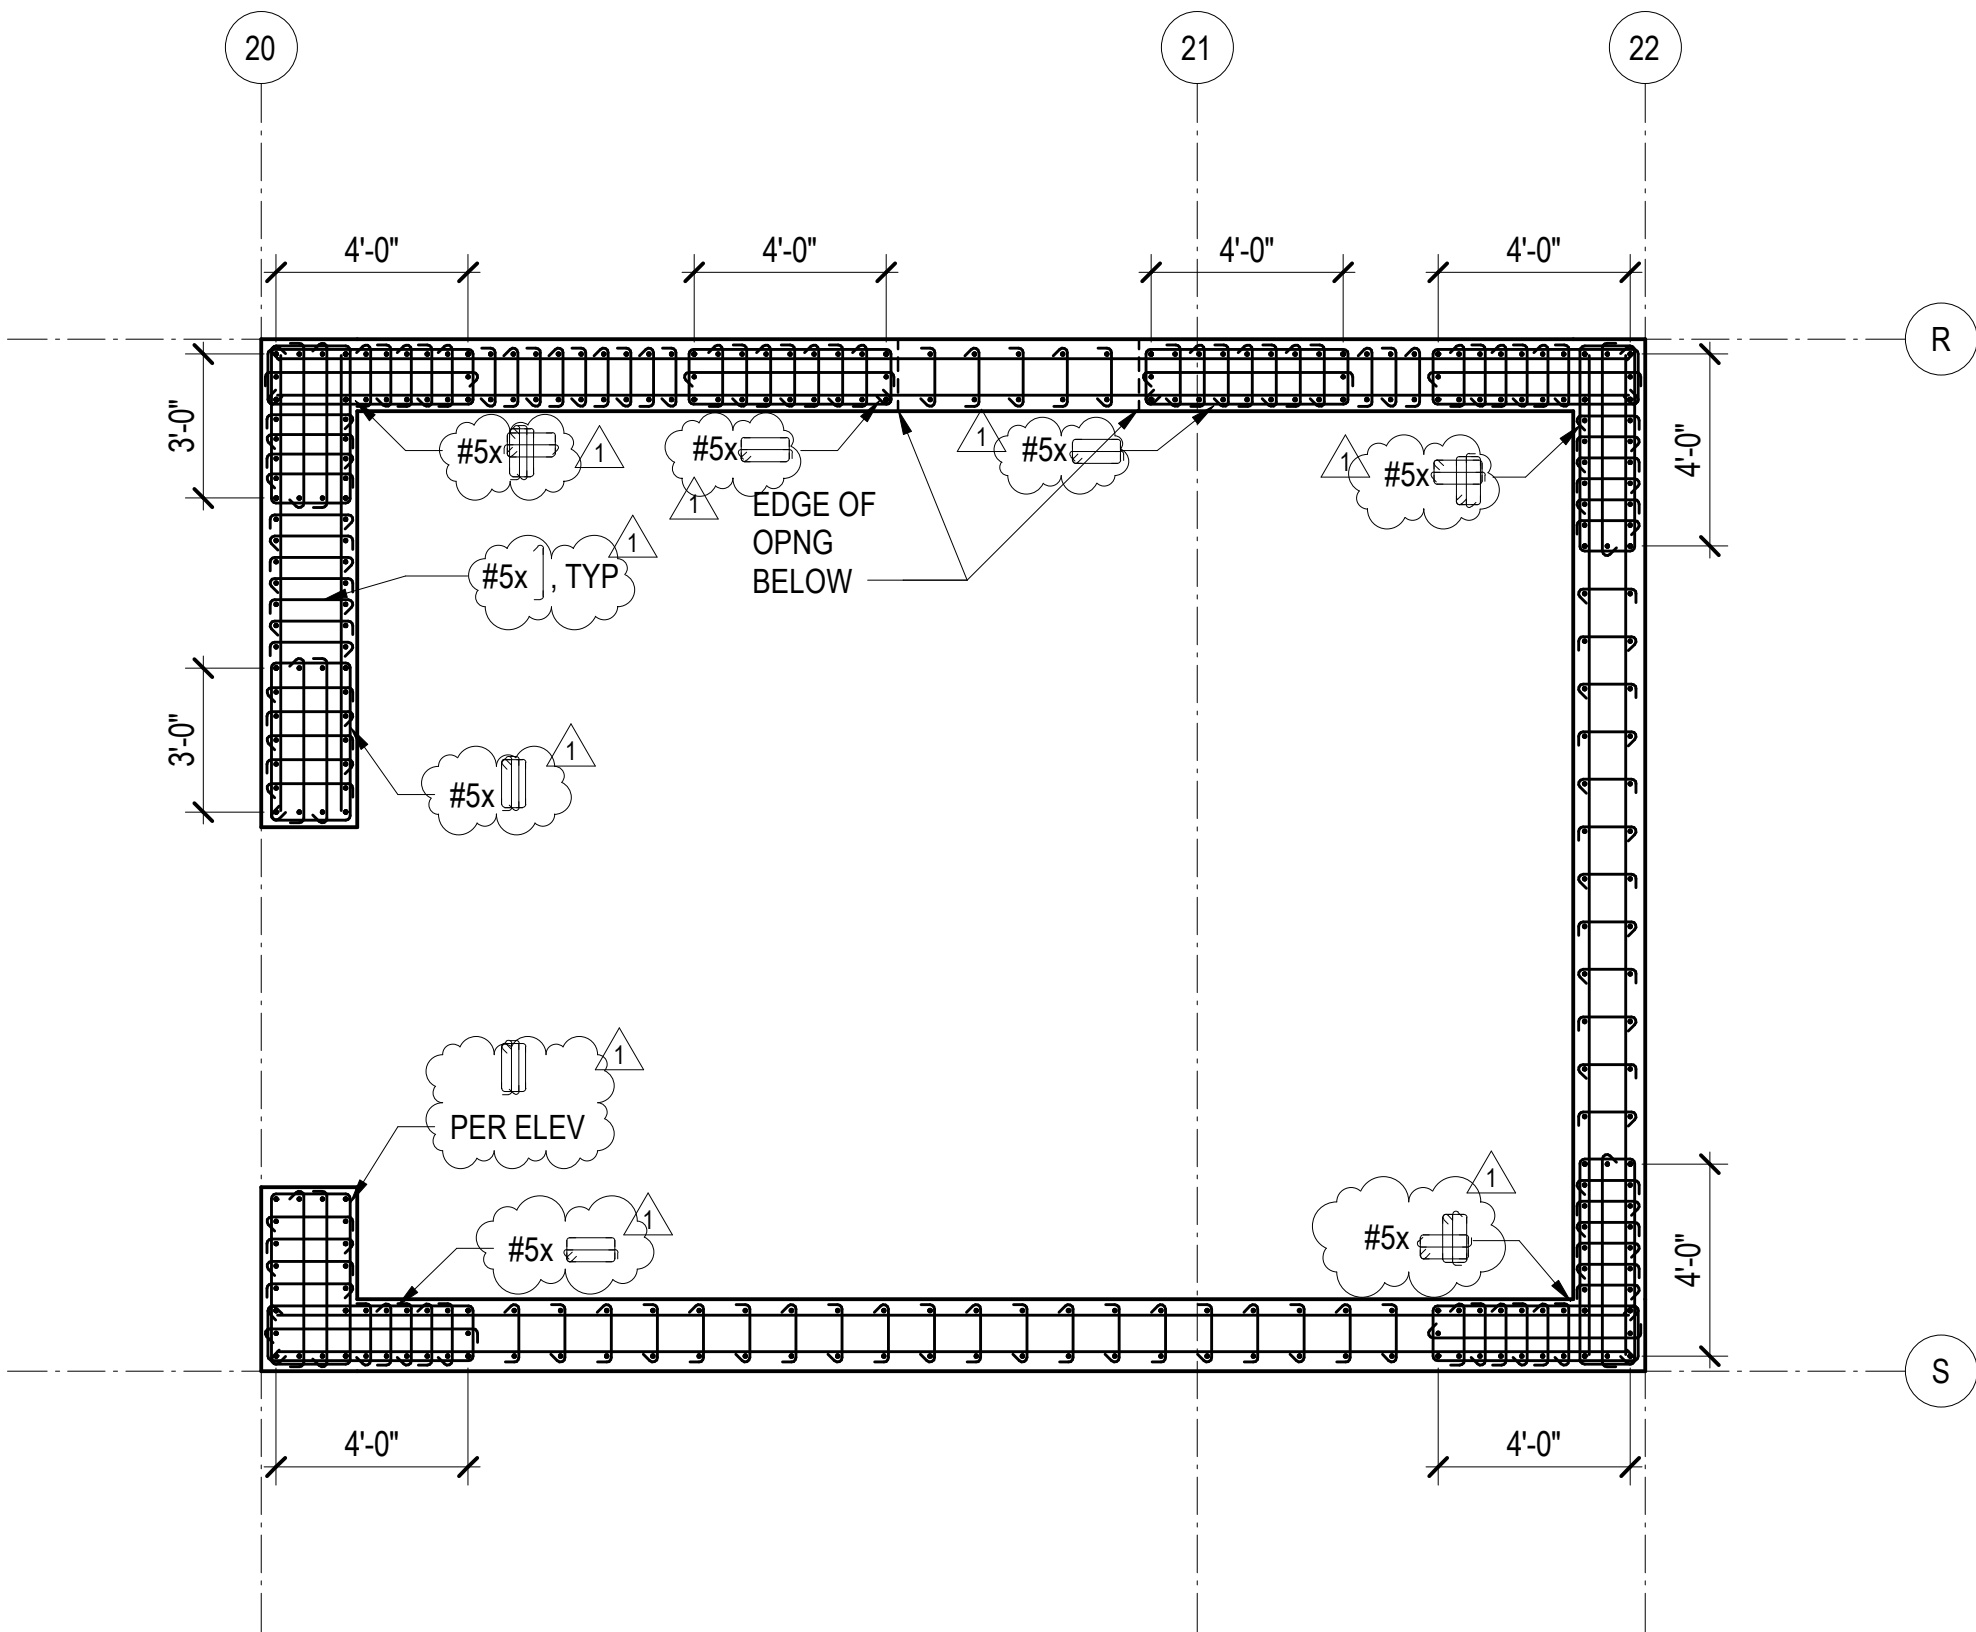 20
21
22
4'-0"
4'-0"
4'-0"
4'-0"
R
3'-0"
4'-0"
#5x
1
#5x
1
1
#5x
1
#5x
EDGE OF
OPNG
BELOW
1
#5x , TYP
3'-0"
1
#5x
1
PER ELEV
1
#5x
1
#5x
4'-0"
S
4'-0"
4'-0"